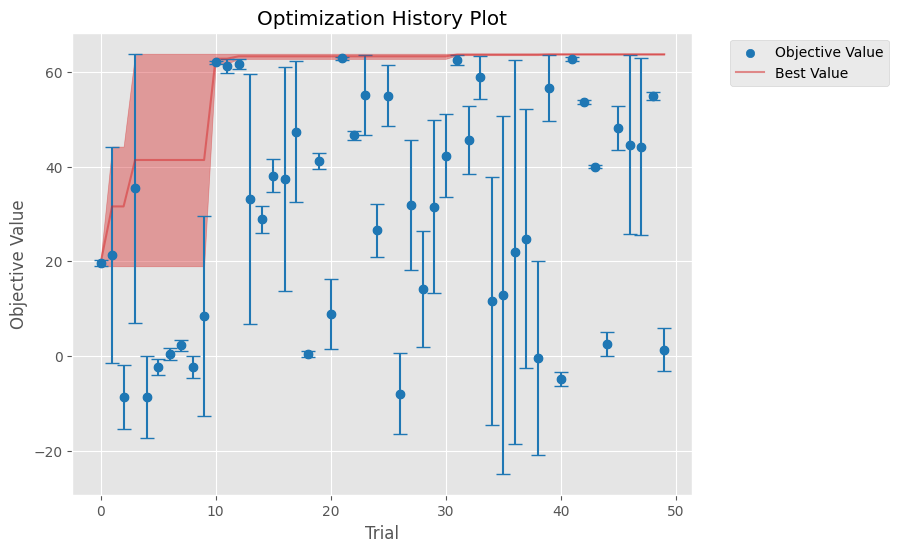 Optimization History Plot
Objective Value
Best Value
Objective Value
60
40
20
0
−20
0 10 20 30 40 50
Trial